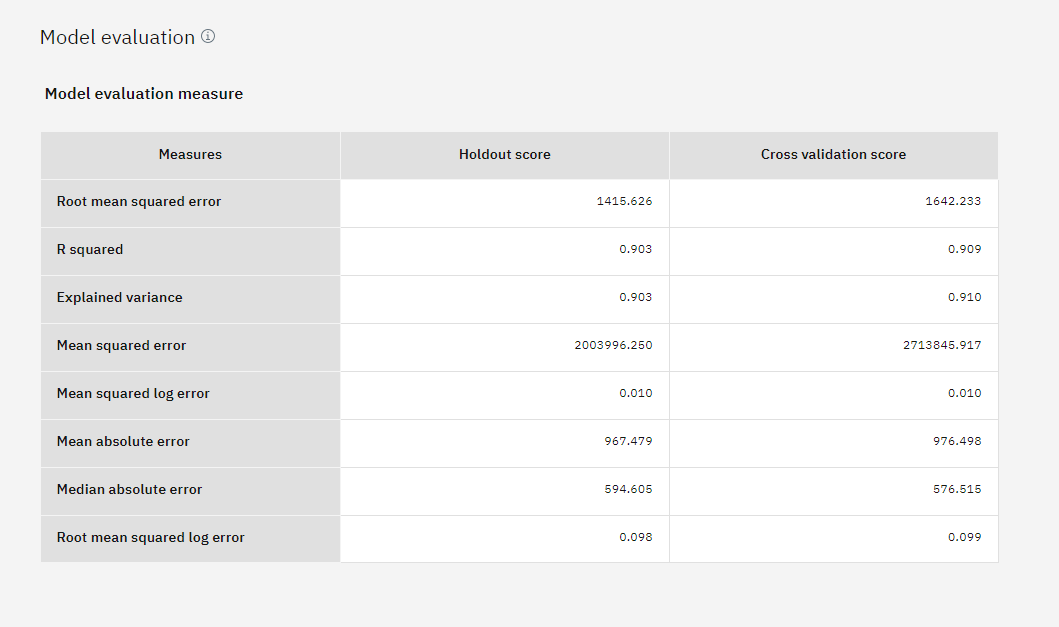 Model evaluation
Model evaluation measure
Measures Holdout score Cross validation score
Root mean squared error 1415.626 1642.233
R squared 0.903 0.909
Explained variance 0.903 0.910
Mean squared error 2003996.250 2713845.917
Mean squared log error 0.010 0.010
Mean absolute error 967.479 976.498
Median absolute error 594.605 576.515
Root mean squared log error 0.098 0.099